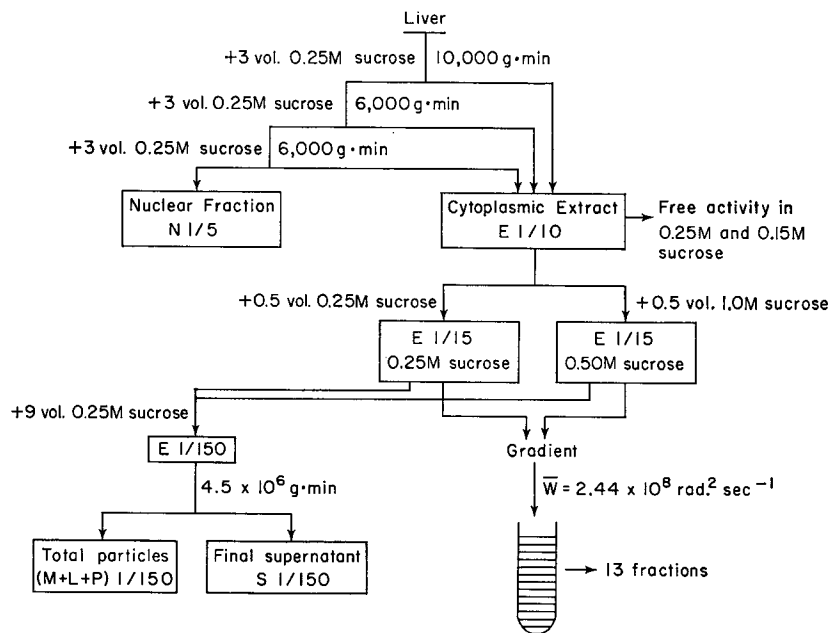 Liver
+3 vol. 0.25M sucrose
10,000 g·min
+3 vol. 0.25M sucrose
6,000 g·min
+3 vol. 0.25M sucrose
6,000 g·min
Nuclear Fraction
N 1/5
Cytoplasmic Extract
E 1/10
Free activity in
0.25M and 0.15M
sucrose
+0.5 vol. 0.25M sucrose
+0.5 vol. 1.0M sucrose
E 1/15
0.25M sucrose
E 1/15
0.50M sucrose
+9 vol. 0.25M sucrose
E 1/150
Gradient
4.5 x 10⁶ g·min
W̅ = 2.44 x 10⁸ rad.² sec⁻¹
Total particles
(M+L+P) 1/150
Final supernatant
S 1/150
13 fractions